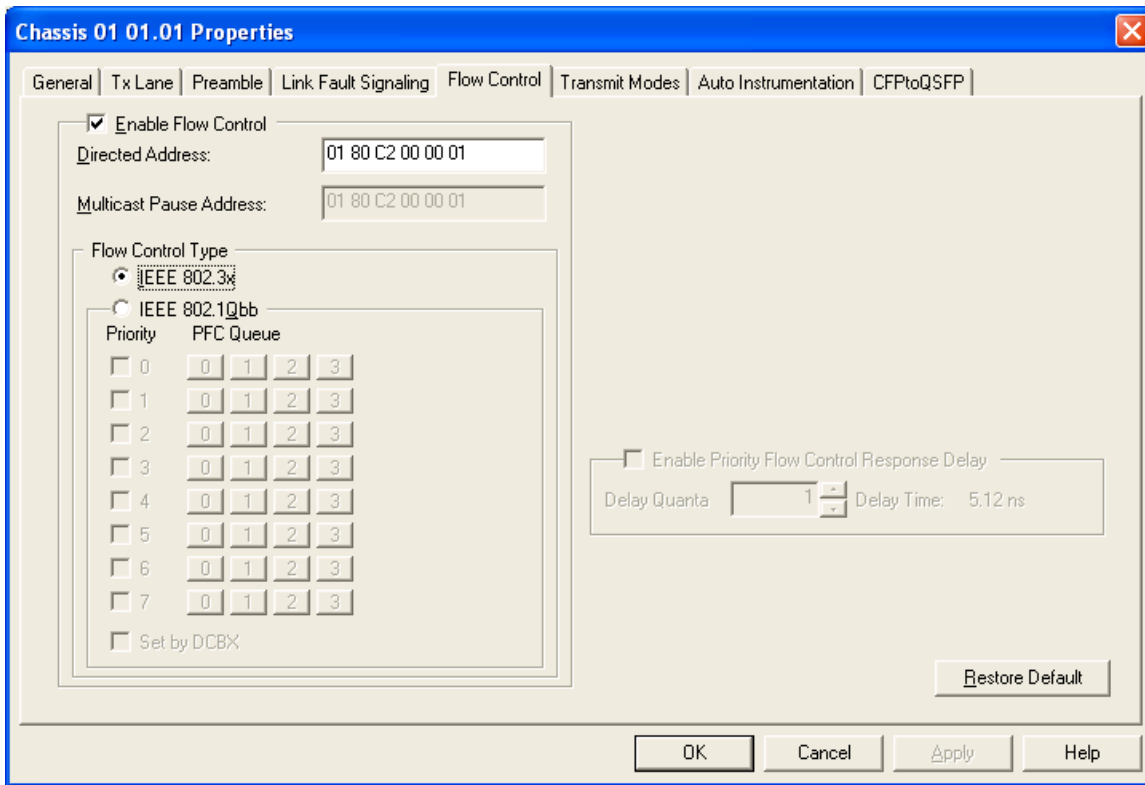 Chassis 01 01.01 Properties
General Tx Lane Preamble Link Fault Signaling Flow Control Transmit Modes Auto Instrumentation CFPtoQSFP
Enable Flow Control
Directed Address: 01 80 C2 00 00 01
Multicast Pause Address: 01 80 C2 00 00 01
Flow Control Type
IEEE 802.3x
IEEE 802.1Qbb
Priority PFC Queue
0 0 1 2 3
1 0 1 2 3
2 0 1 2 3
3 0 1 2 3
4 0 1 2 3
5 0 1 2 3
6 0 1 2 3
7 0 1 2 3
Set by DCBX
Enable Priority Flow Control Response Delay
Delay Quanta 1 Delay Time: 5.12 ns
Restore Default
OK Cancel Apply Help